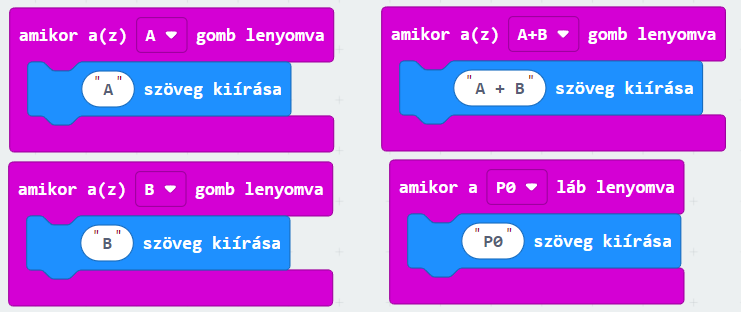 amikor a(z) A gomb lenyomva
"A" szöveg kiírása
amikor a(z) B gomb lenyomva
"B" szöveg kiírása
amikor a(z) A+B gomb lenyomva
"A + B" szöveg kiírása
amikor a P0 láb lenyomva
"P0" szöveg kiírása